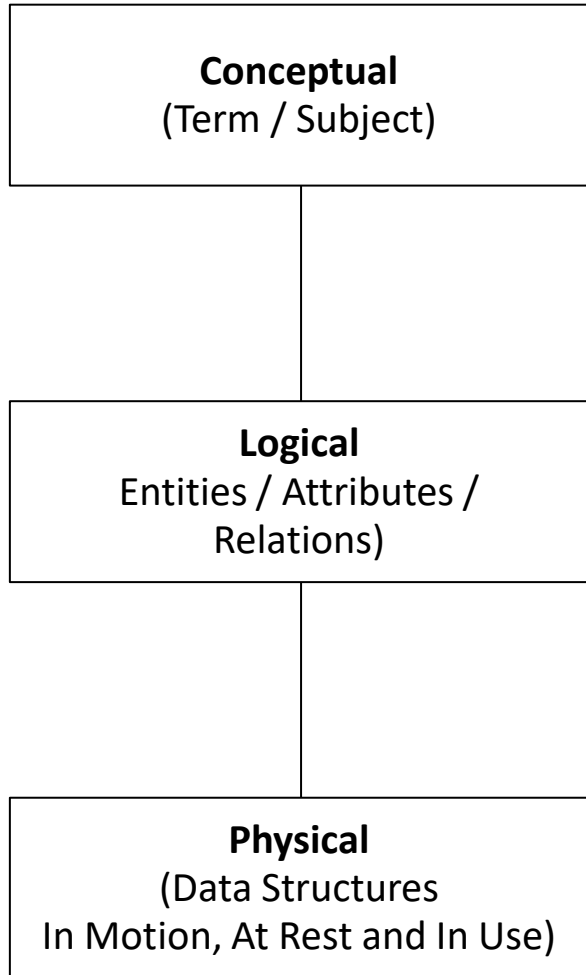 Conceptual
(Term / Subject)
Logical
Entities / Attributes /
Relations)
Physical
(Data Structures
In Motion, At Rest and In Use)